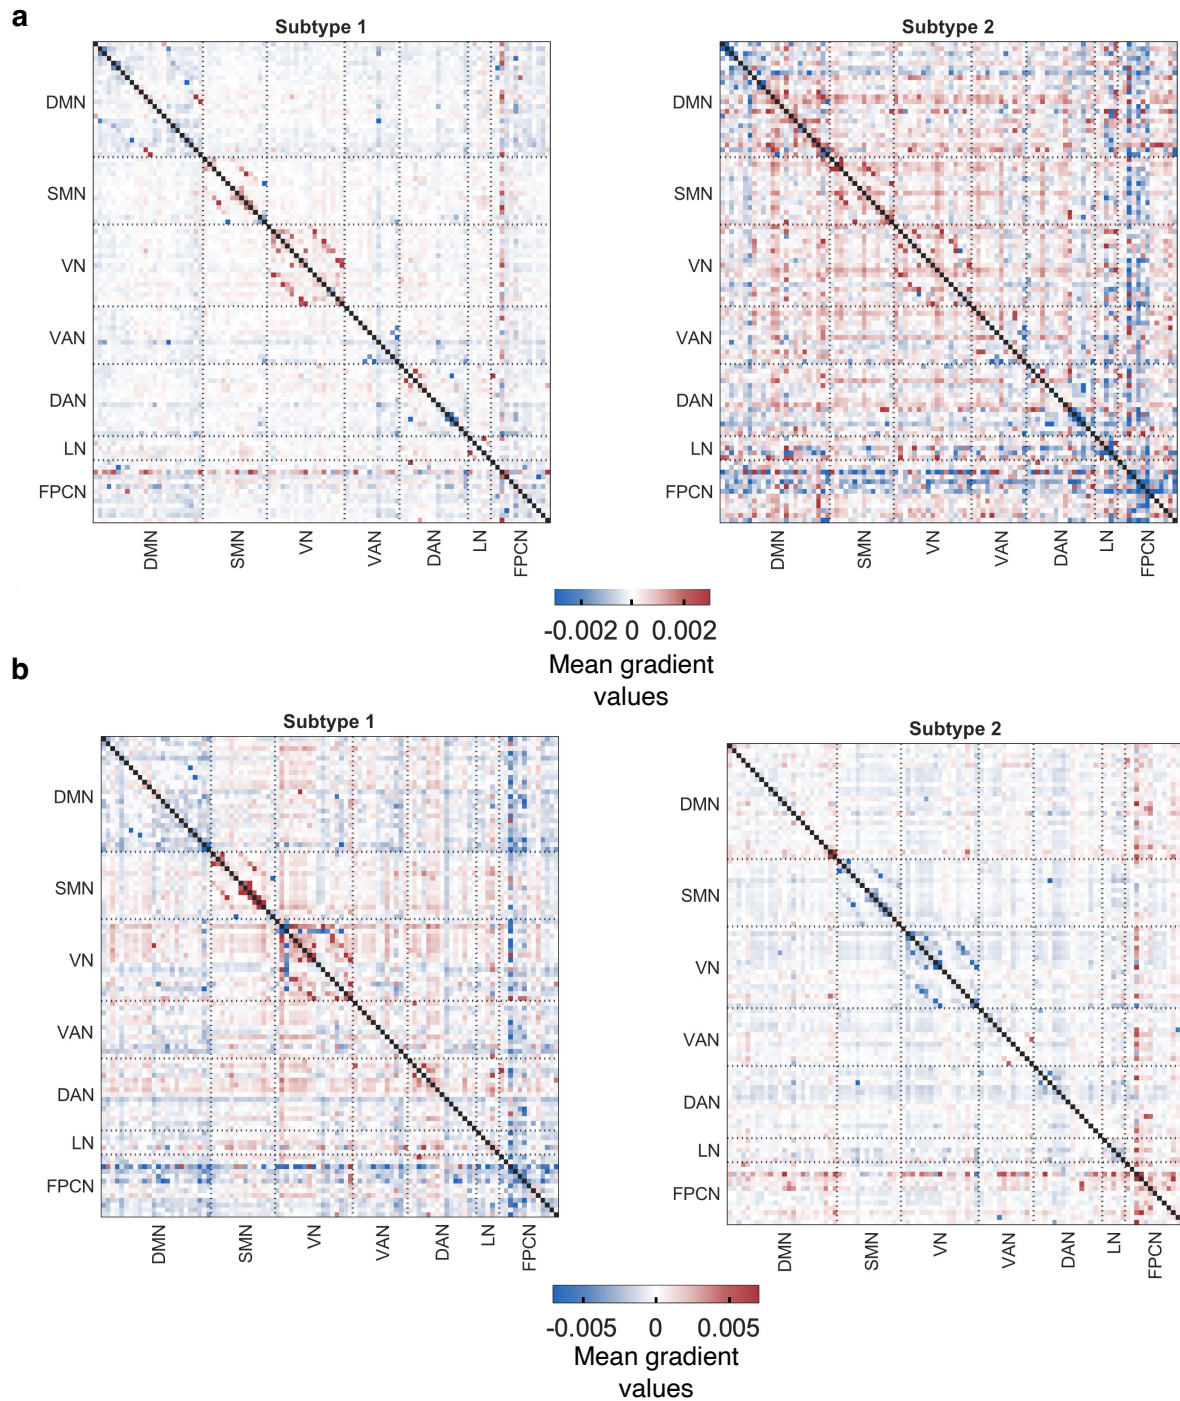 a
Subtype 1
Subtype 2
DMN
SMN
VN
VAN
DAN
LN
FPCN
DMN
SMN
VN
VAN
DAN
LN
FPCN
DMN
SMN
VN
VAN
DAN
LN
FPCN
DMN
SMN
VN
VAN
DAN
LN
FPCN
-0.002 0 0.002
Mean gradient
values
b
Subtype 1
Subtype 2
DMN
SMN
VN
VAN
DAN
LN
FPCN
DMN
SMN
VN
VAN
DAN
LN
FPCN
DMN
SMN
VN
VAN
DAN
LN
FPCN
DMN
SMN
VN
VAN
DAN
LN
FPCN
-0.005 0 0.005
Mean gradient
values